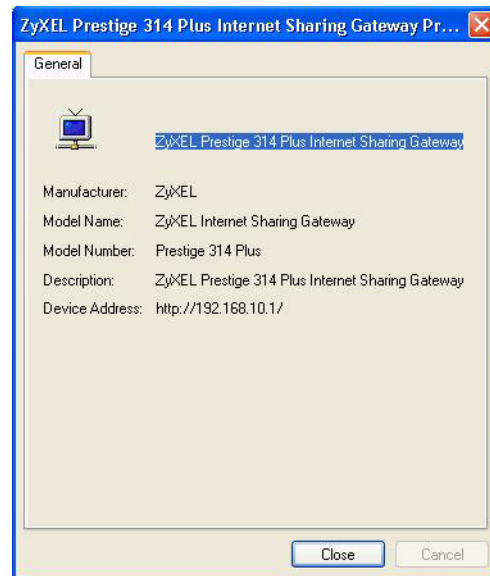 ZyXEL Prestige 314 Plus Internet Sharing Gateway Pr...
General
ZyXEL Prestige 314 Plus Internet Sharing Gateway
Manufacturer: ZyXEL
Model Name: ZyXEL Internet Sharing Gateway
Model Number: Prestige 314 Plus
Description: ZyXEL Prestige 314 Plus Internet Sharing Gateway
Device Address: http://192.168.10.1/
Close Cancel